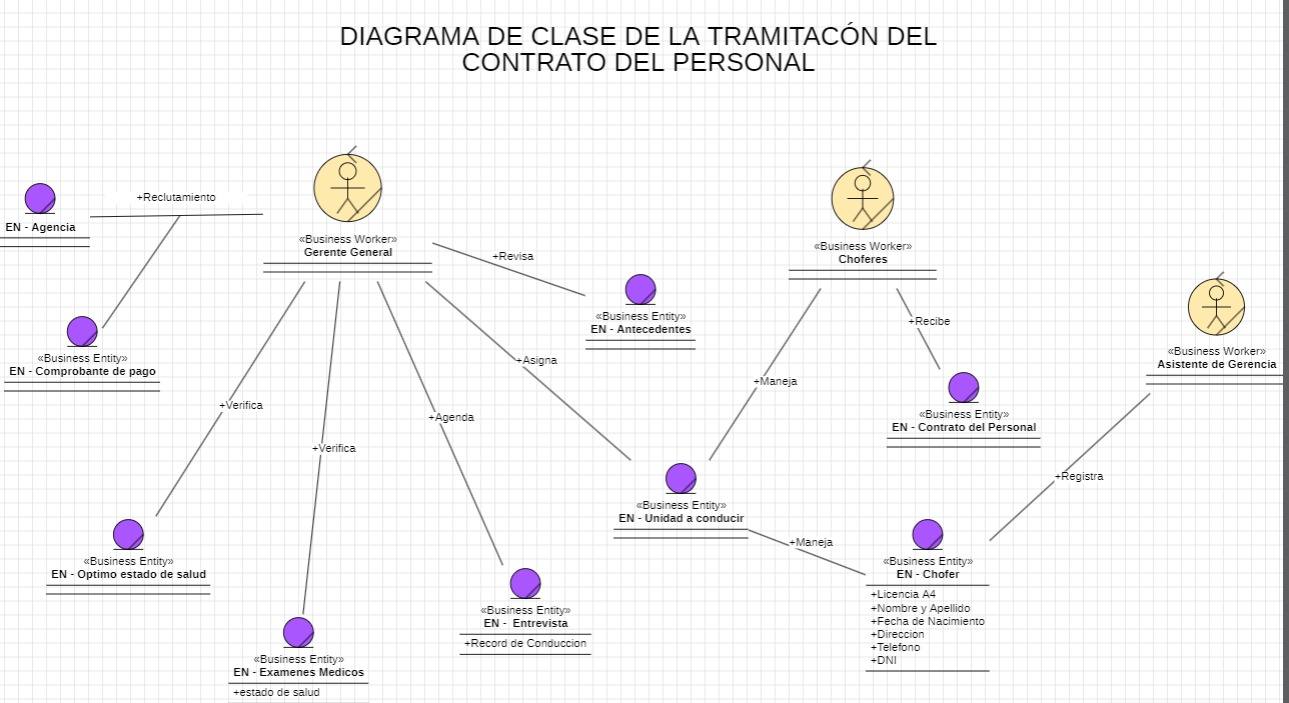 DIAGRAMA DE CLASE DE LA TRAMITACÓN DEL
CONTRATO DEL PERSONAL
+Reclutamiento
EN - Agencia
«Business Worker»
Gerente General
«Business Worker»
Choferes
+Revisa
«Business Entity»
EN - Antecedentes
+Recibe
«Business Worker»
Asistente de Gerencia
«Business Entity»
EN - Comprobante de pago
+Asigna
+Maneja
+Verifica
+Agenda
«Business Entity»
EN - Contrato del Personal
+Verifica
+Registra
«Business Entity»
EN - Unidad a conducir
+Maneja
«Business Entity»
EN - Optimo estado de salud
«Business Entity»
EN - Chofer
+Licencia A4
+Nombre y Apellido
+Fecha de Nacimiento
+Direccion
+Telefono
+DNI
«Business Entity»
EN - Entrevista
+Record de Conduccion
«Business Entity»
EN - Examenes Medicos
+estado de salud